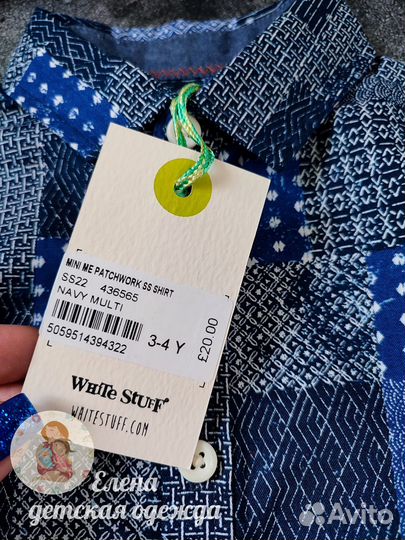 MINI ME PATCHWORK SS SHIRT
SS22 436565
NAVY MULTI
5059514394322
3-4 Y
£20.00
WHITE STUFF®
WHITESTUFF.COM
Елена
детская одежда
Avito